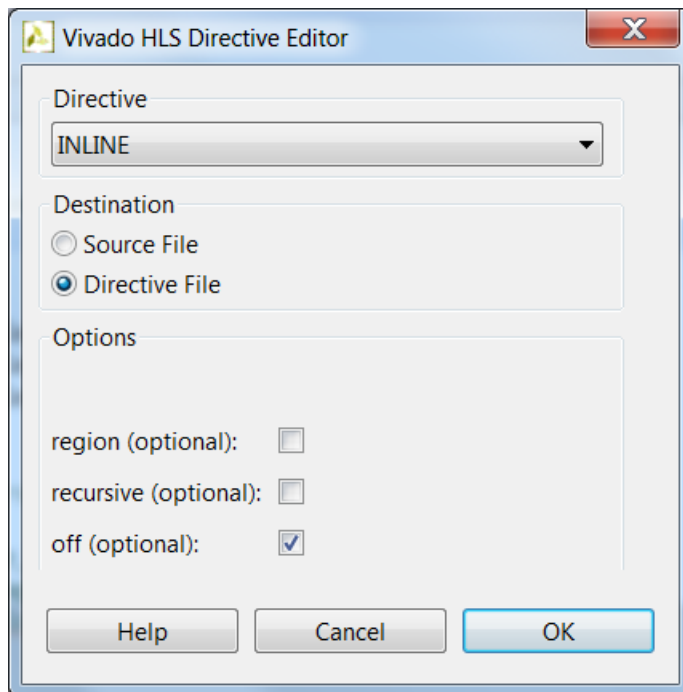 Vivado HLS Directive Editor
Directive
INLINE
Destination
Source File
Directive File
Options
region (optional):
recursive (optional):
off (optional):
Help Cancel OK